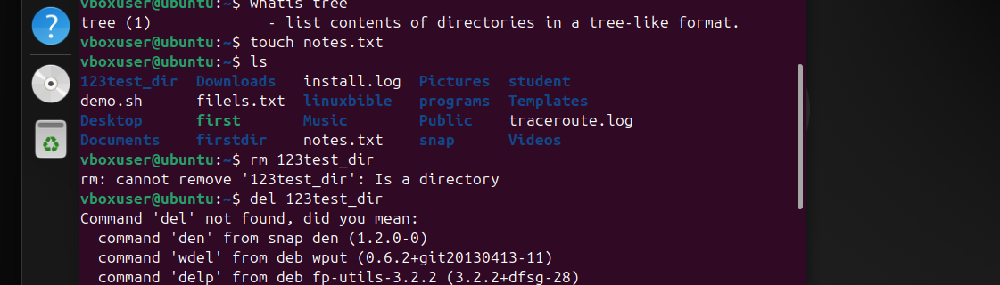 vboxuser@ubuntu:~$ whatis tree
tree (1)             - list contents of directories in a tree-like format.
vboxuser@ubuntu:~$ touch notes.txt
vboxuser@ubuntu:~$ ls
123test_dir  Downloads   install.log  Pictures  student
demo.sh      filels.txt  linuxbible   programs  Templates
Desktop      first       Music        Public    traceroute.log
Documents    firstdir    notes.txt    snap      Videos
vboxuser@ubuntu:~$ rm 123test_dir
rm: cannot remove '123test_dir': Is a directory
vboxuser@ubuntu:~$ del 123test_dir
Command 'del' not found, did you mean:
  command 'den' from snap den (1.2.0-0)
  command 'wdel' from deb wput (0.6.2+git20130413-11)
  command 'delp' from deb fp-utils-3.2.2 (3.2.2+dfsg-28)